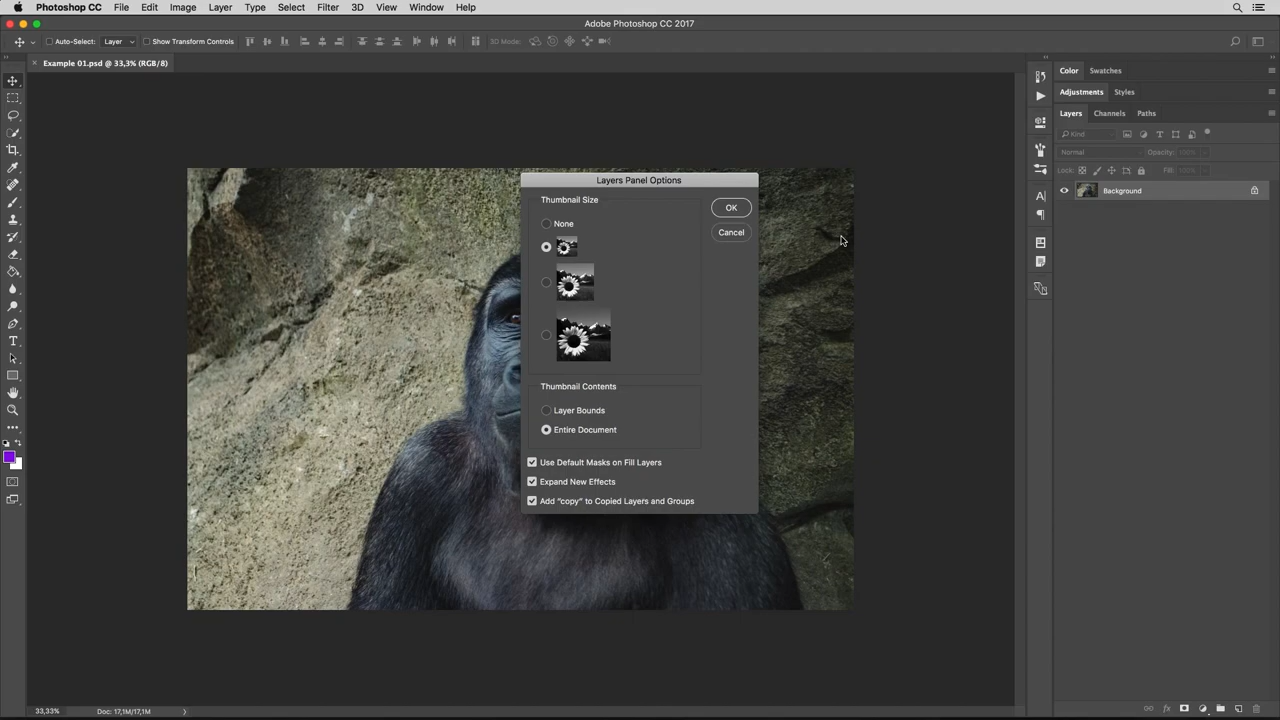 Photoshop CC File Edit Image Layer Type Select Filter 3D View Window Help
Adobe Photoshop CC 2017
Auto-Select: Layer Show Transform Controls 3D Mode:
Example 01.psd @ 33,3% (RGB/8)
Color Swatches
Adjustments Styles
Layers Channels Paths
Kind
Normal Opacity: 100%
Lock: Fill: 100%
Background
Layers Panel Options
Thumbnail Size
None
OK
Cancel
Thumbnail Contents
Layer Bounds
Entire Document
Use Default Masks on Fill Layers
Expand New Effects
Add “copy” to Copied Layers and Groups
33,33% Doc: 17,1M/17,1M